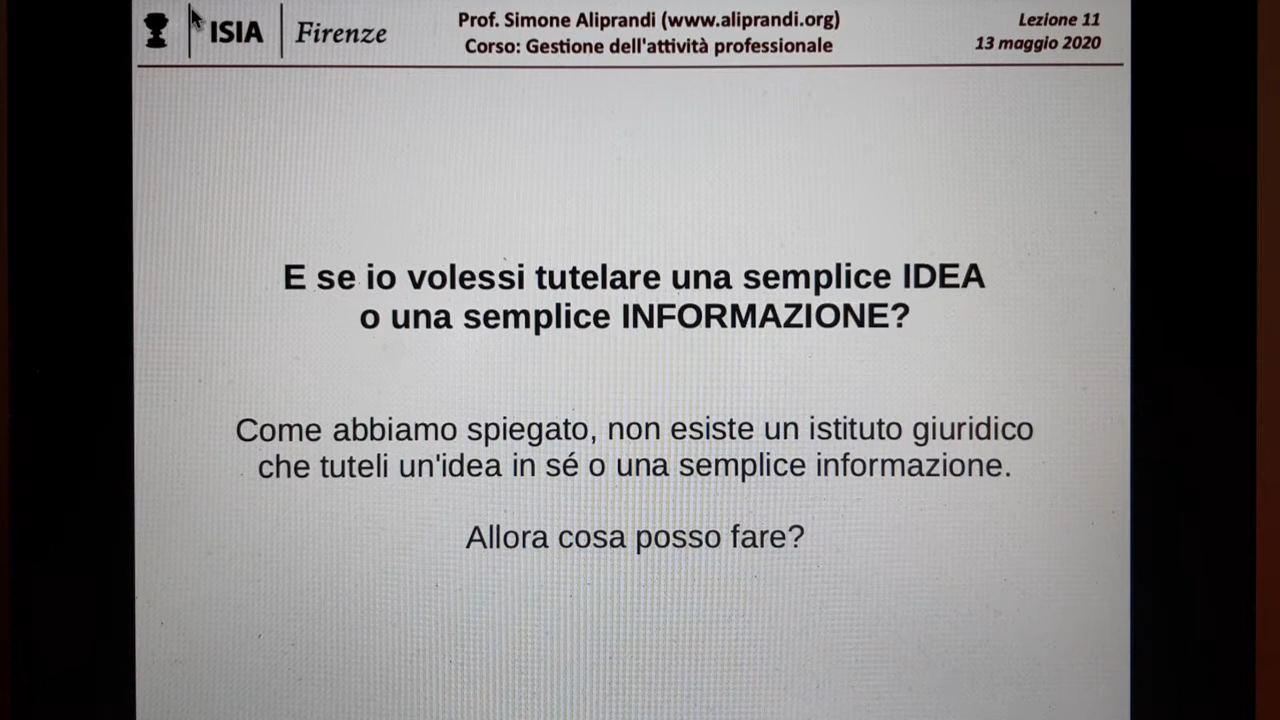 ISIA Firenze
Prof. Simone Aliprandi (www.aliprandi.org)
Corso: Gestione dell'attività professionale
Lezione 11
13 maggio 2020
E se io volessi tutelare una semplice IDEA
o una semplice INFORMAZIONE?
Come abbiamo spiegato, non esiste un istituto giuridico
che tuteli un'idea in sé o una semplice informazione.
Allora cosa posso fare?